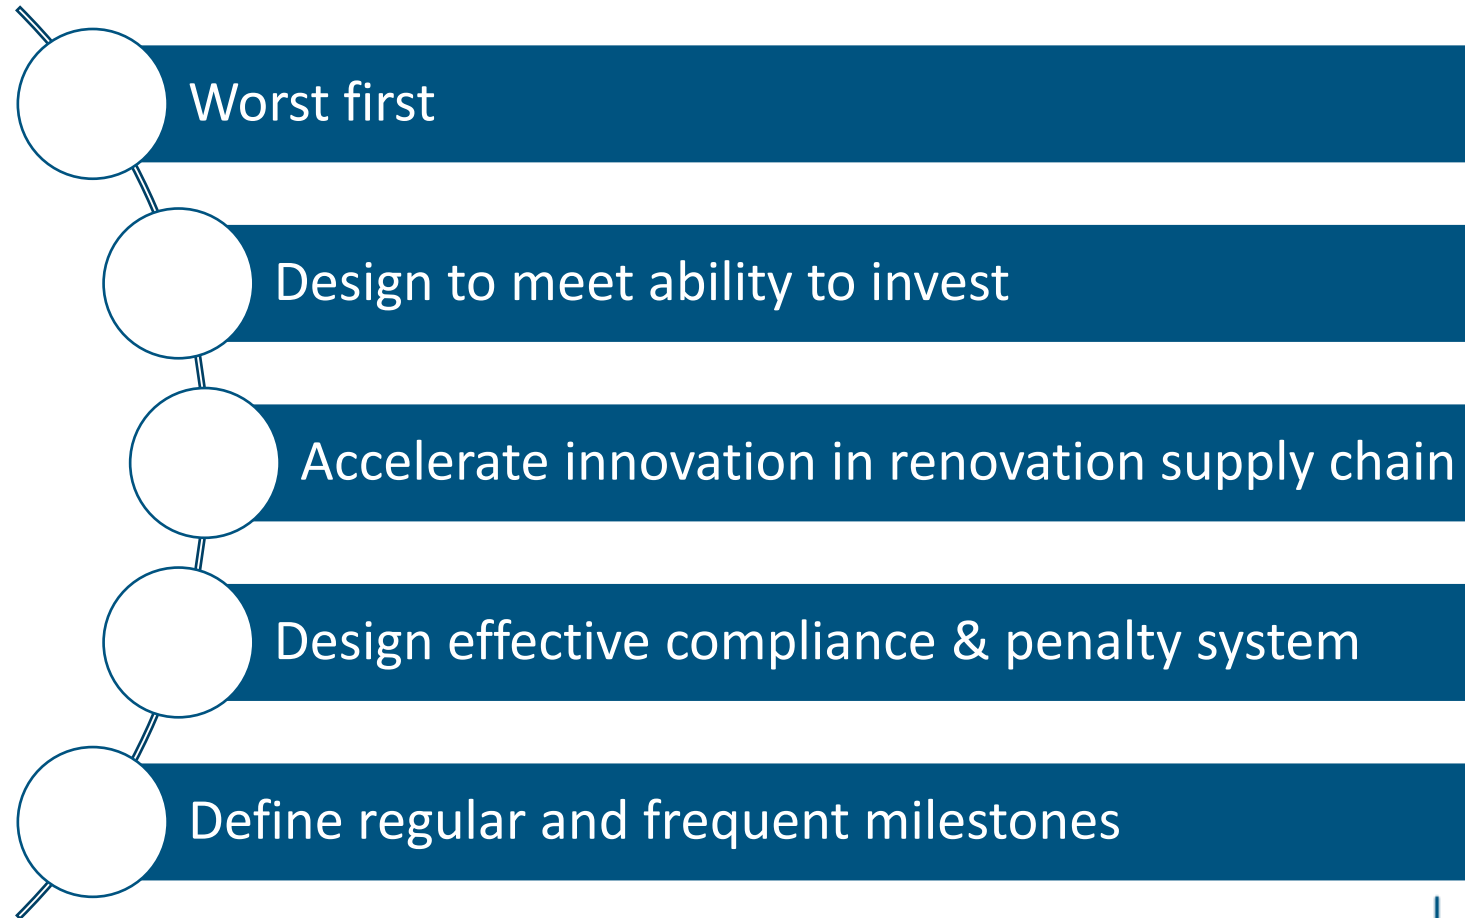 Worst first
Design to meet ability to invest
Accelerate innovation in renovation supply chain
Design effective compliance & penalty system
Define regular and frequent milestones